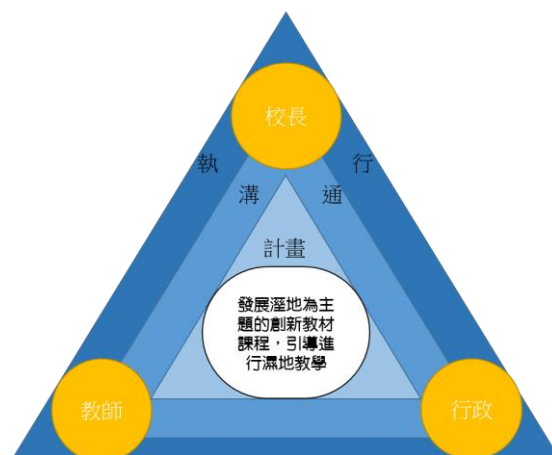 校長
執 行
溝 通
計畫
發展溼地為主
題的創新教材
課程，引導進
行濕地教學
教師
行政